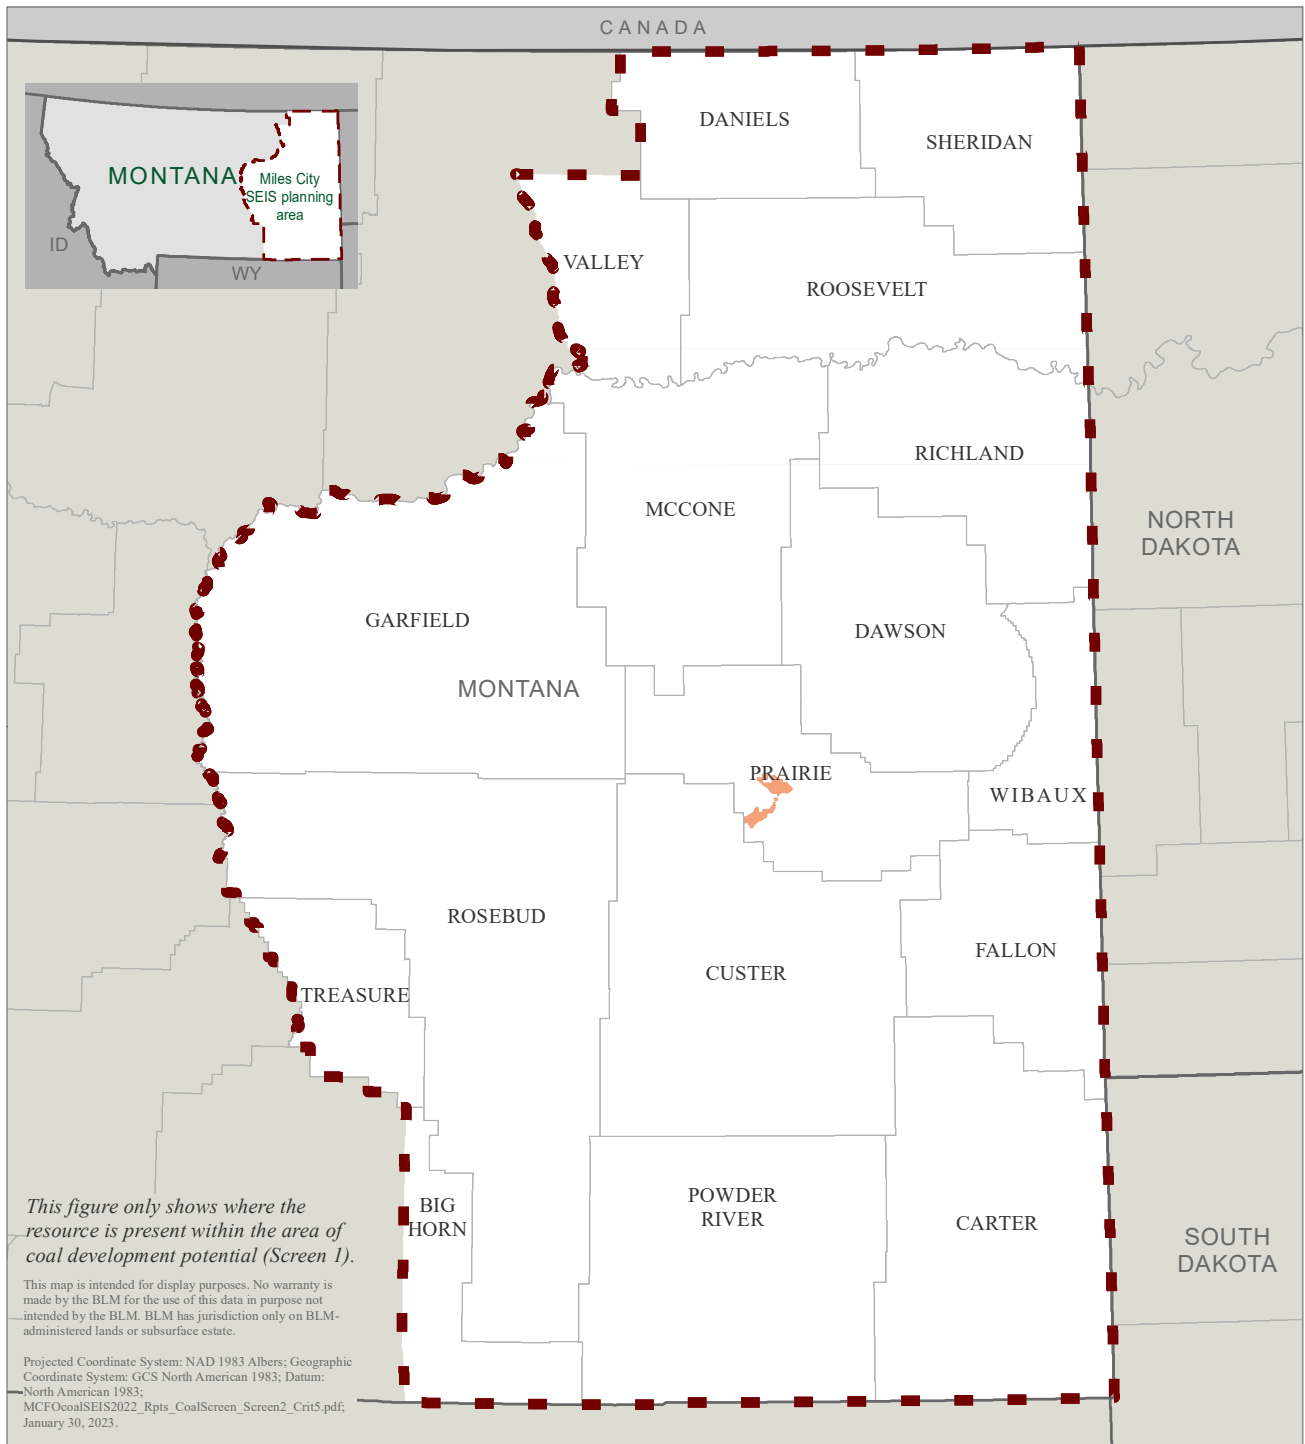 CANADA
DANIELS
SHERIDAN
MONTANA
Miles City
SEIS planning
area
ID
WY
VALLEY
ROOSEVELT
RICHLAND
MCCONE
NORTH
DAKOTA
GARFIELD
DAWSON
MONTANA
PRAIRIE
WIBAUX
ROSEBUD
FALLON
CUSTER
TREASURE
POWDER
RIVER
BIG
HORN
CARTER
SOUTH
DAKOTA
This figure only shows where the
resource is present within the area of
coal development potential (Screen 1).
This map is intended for display purposes. No warranty is
made by the BLM for the use of this data in purpose not
intended by the BLM. BLM has jurisdiction only on BLM-
administered lands or subsurface estate.
Projected Coordinate System: NAD 1983 Albers; Geographic
Coordinate System: GCS North American 1983; Datum:
North American 1983;
MCFOcoalSEIS2022_Rpts_CoalScreen_Screen2_Crit5.pdf;
January 30, 2023.